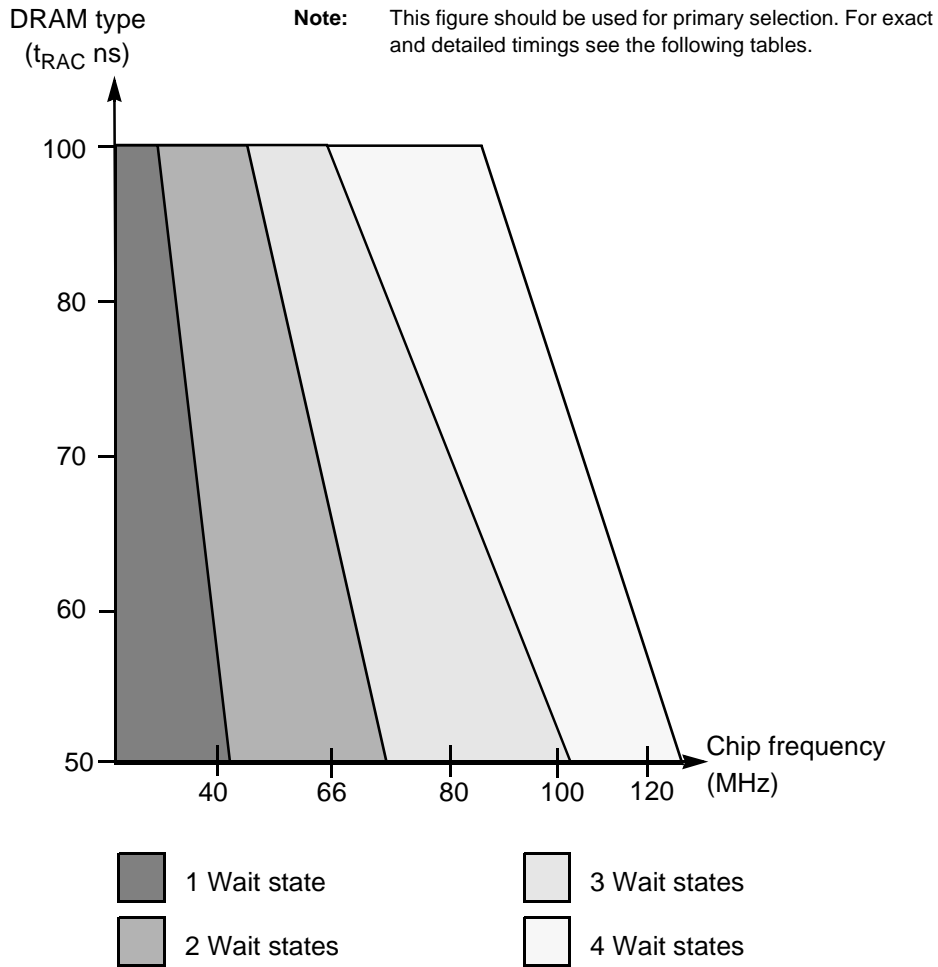 DRAM type
(tRAC ns)
Note: This figure should be used for primary selection. For exact
and detailed timings see the following tables.
100
80
70
60
50
40 66 80 100 120
Chip frequency
(MHz)
1 Wait state
3 Wait states
2 Wait states
4 Wait states